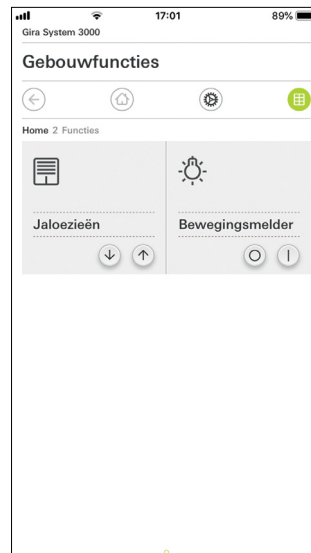 17:01
89%
Gira System 3000
Gebouwfuncties
Home 2 Functies
Jaloezieën
Bewegingsmelder